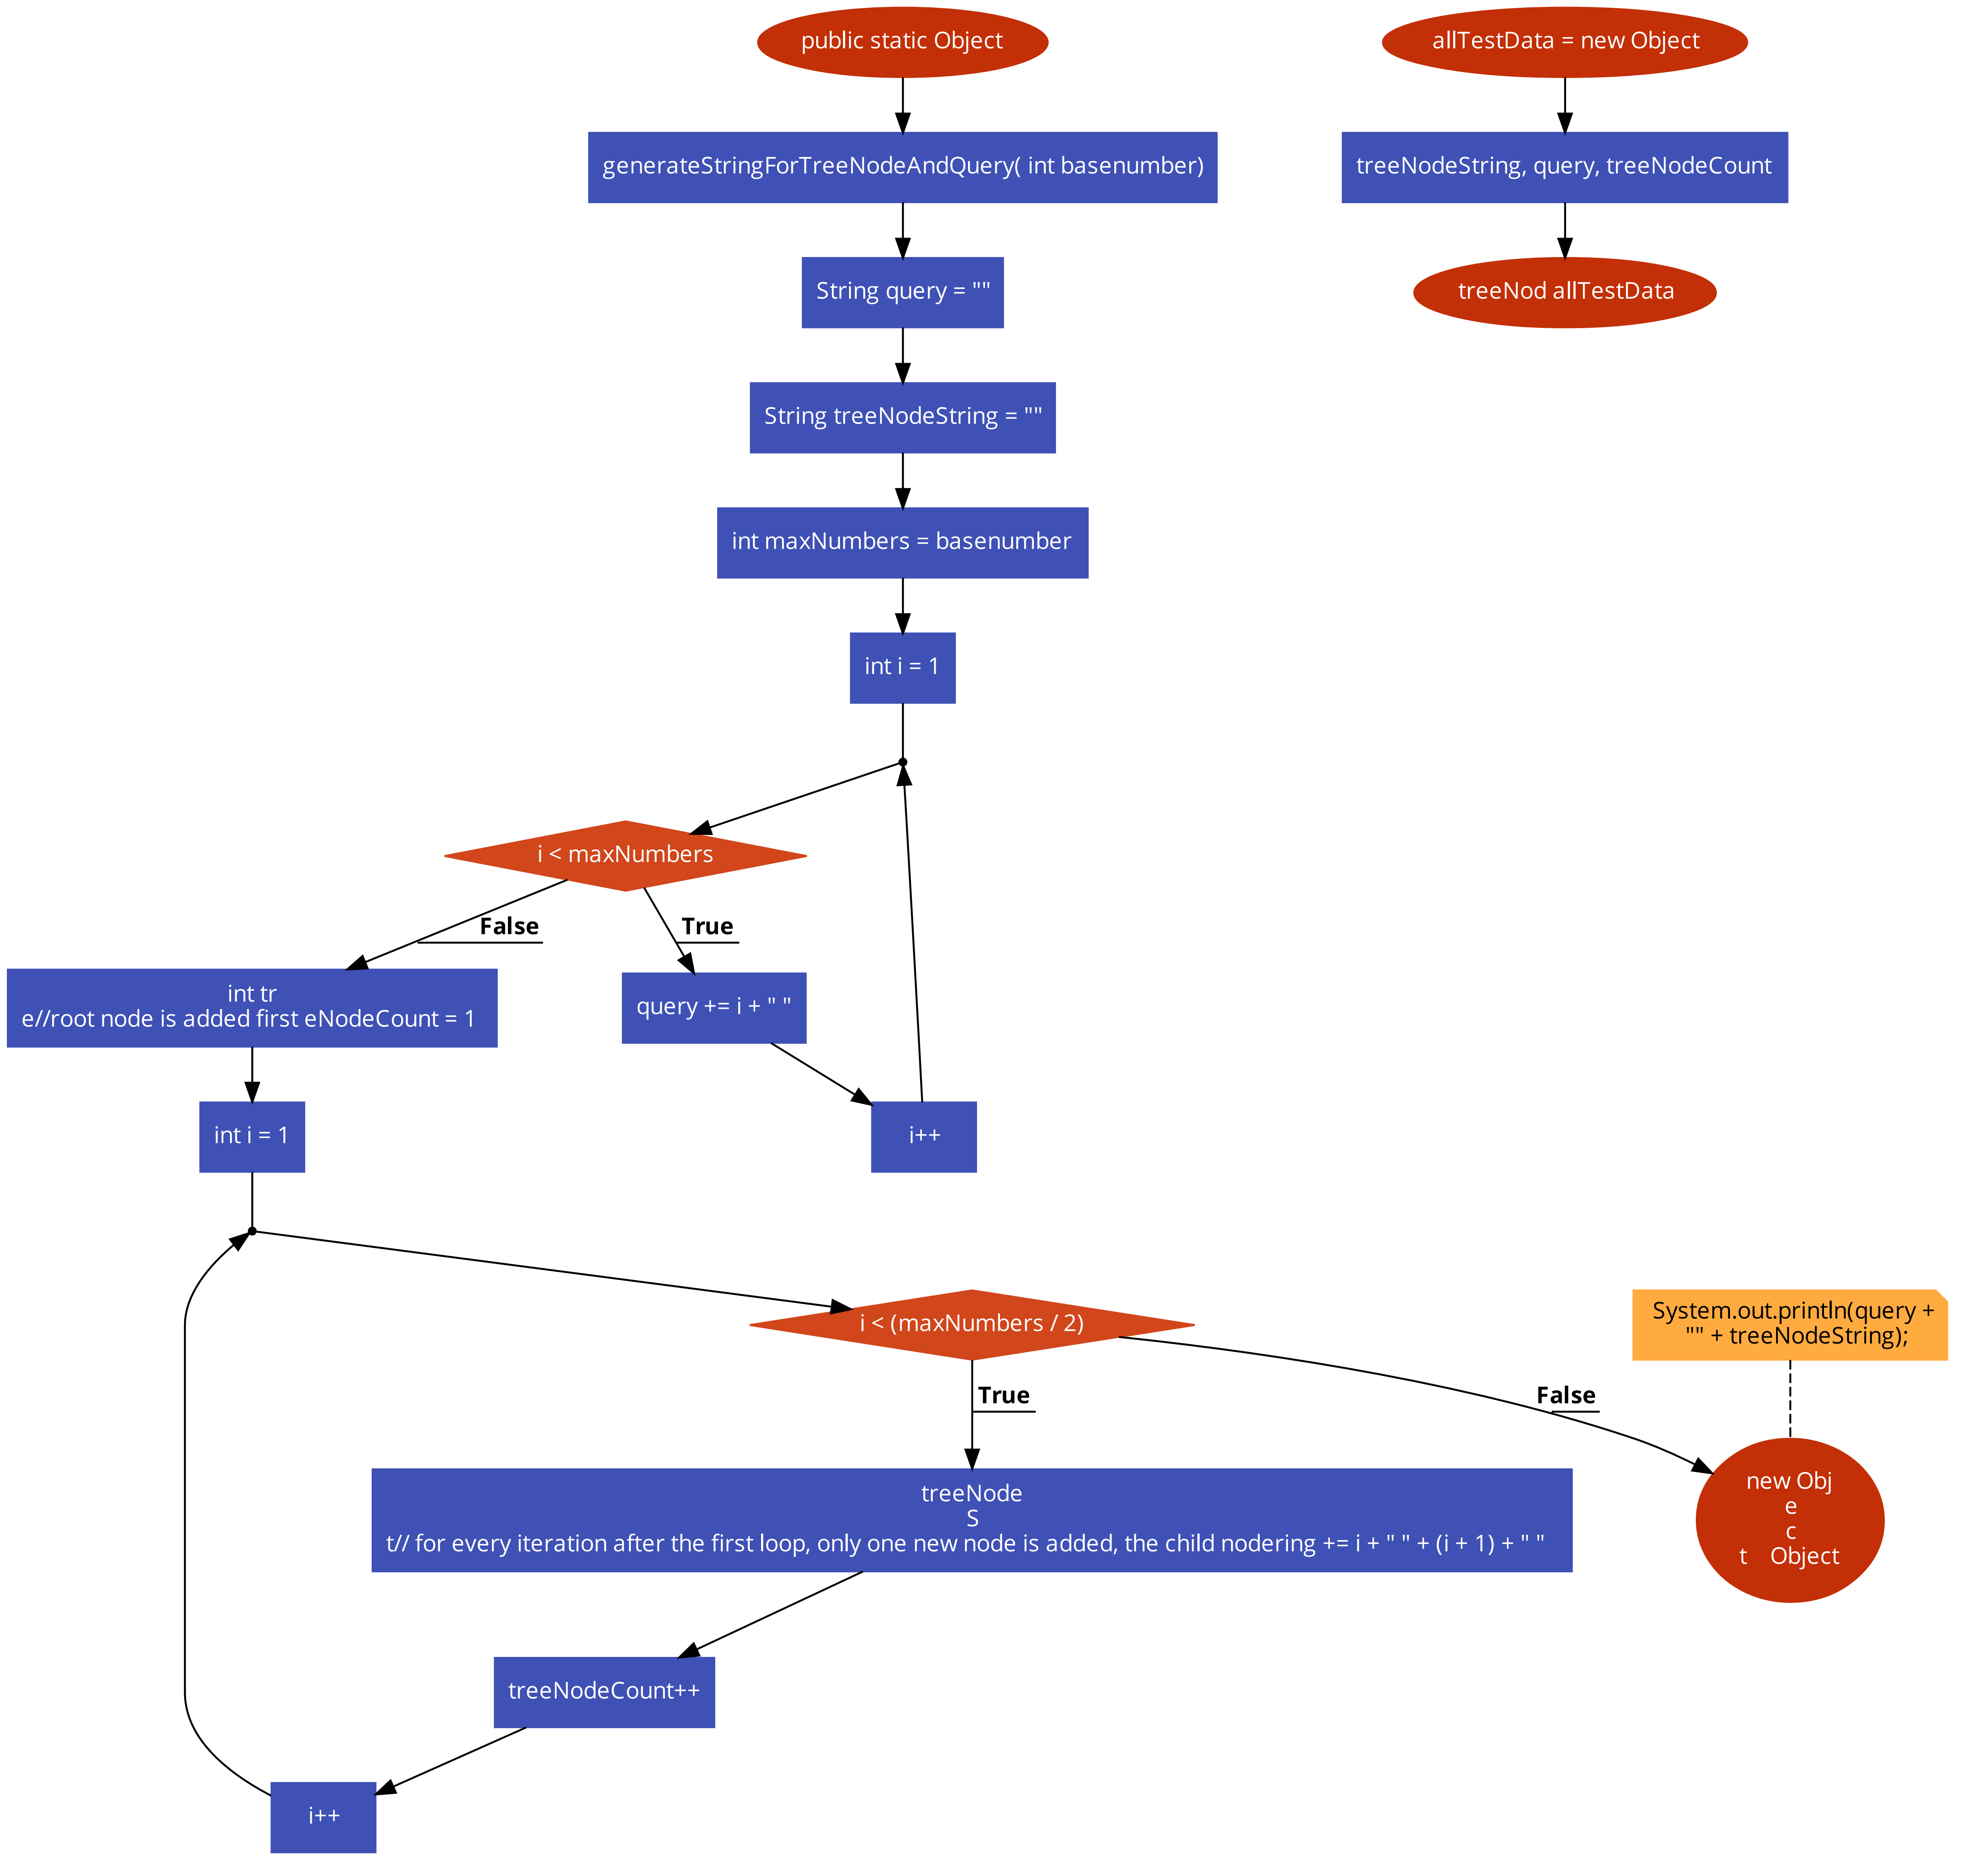 public static Object
generateStringForTreeNodeAndQuery( int basenumber)
String query = ""
String treeNodeString = ""
int maxNumbers = basenumber
int i = 1
i < maxNumbers
False
True
int tr
e//root node is added first eNodeCount = 1
query += i + " "
int i = 1
i++
i < (maxNumbers / 2)
True
False
treeNode
S
t// for every iteration after the first loop, only one new node is added, the child nodering += i + " " + (i + 1) + " "
treeNodeCount++
i++
System.out.println(query +
"" + treeNodeString);
new Obj
e
c
t Object
allTestData = new Object
treeNodeString, query, treeNodeCount
treeNod allTestData